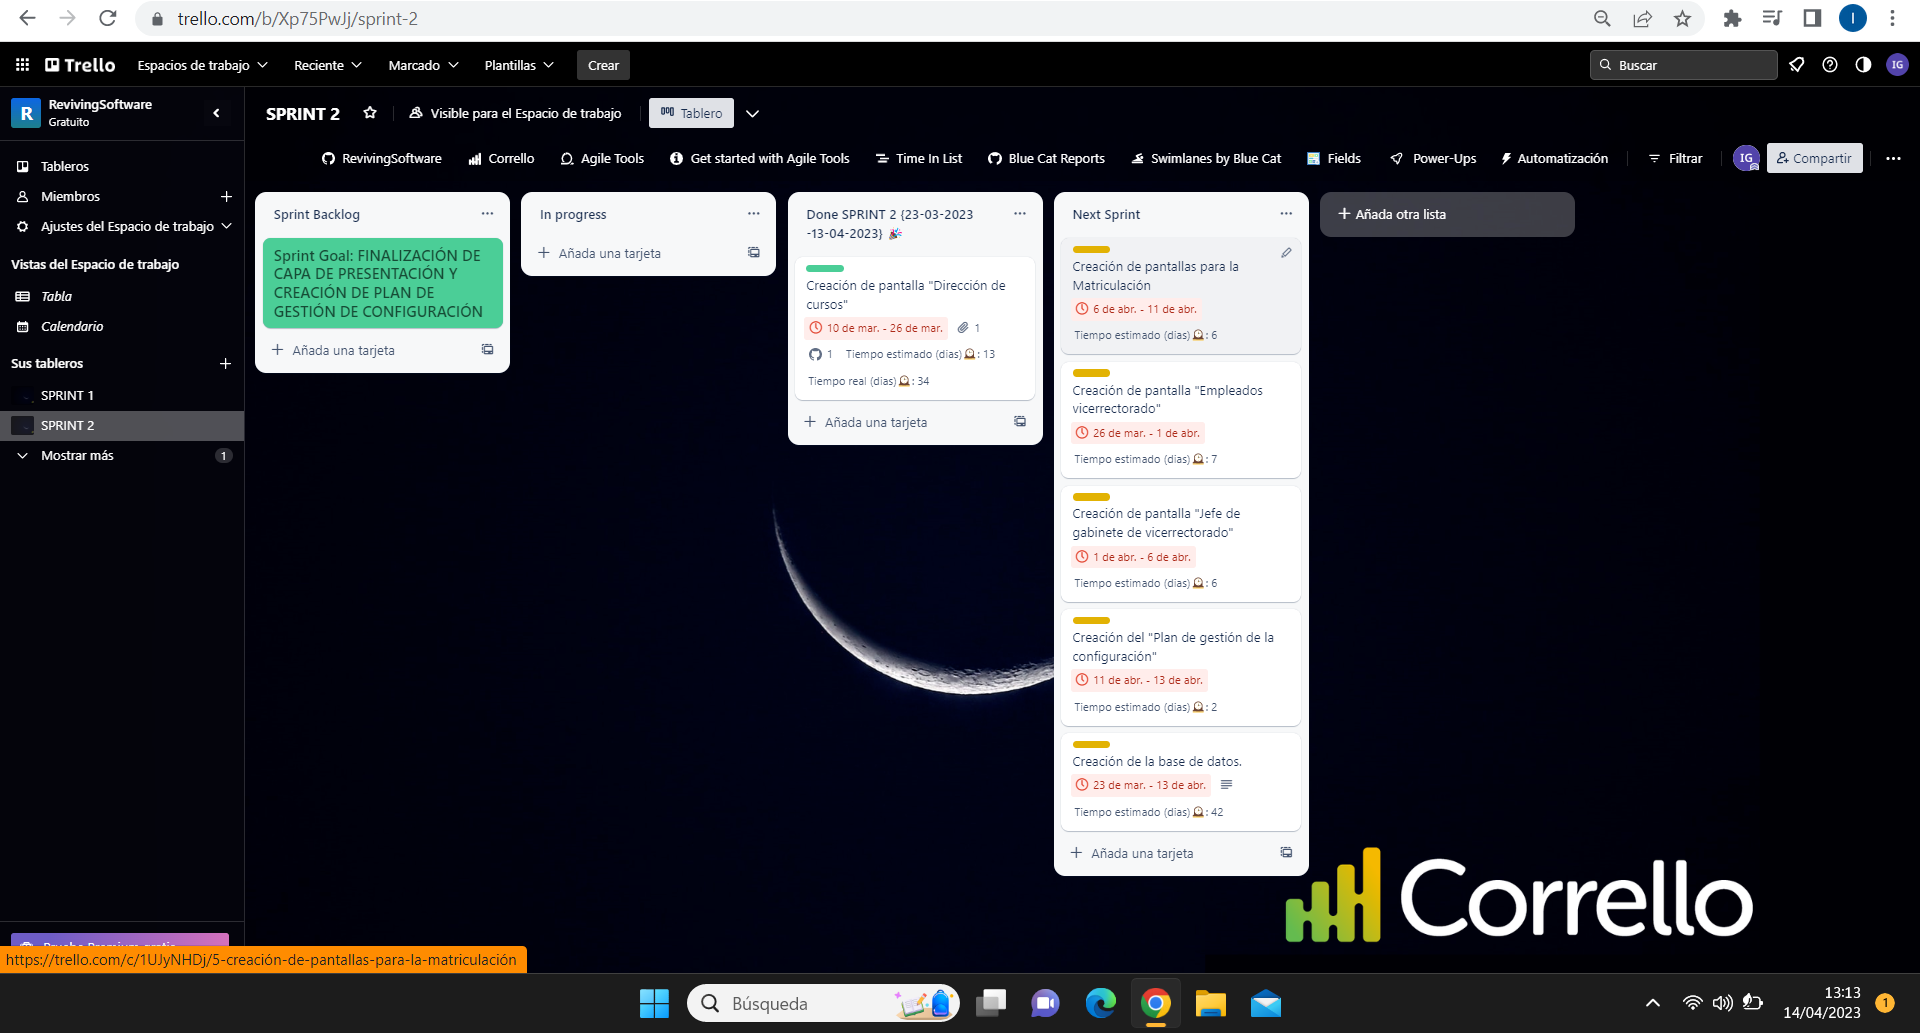 trello.com/b/Xp75PwJj/sprint-2
I
Trello
Espacios de trabajo
Reciente
Marcado
Plantillas
Crear
Buscar
IG
R
RevivingSoftware
Gratuito
SPRINT 2
Visible para el Espacio de trabajo
Tablero
RevivingSoftware
Corrello
Agile Tools
Get started with Agile Tools
Time In List
Blue Cat Reports
Swimlanes by Blue Cat
Fields
Power-Ups
Automatización
Filtrar
IG
Compartir
Tableros
Miembros
Ajustes del Espacio de trabajo
Vistas del Espacio de trabajo
Tabla
Calendario
Sus tableros
SPRINT 1
SPRINT 2
Mostrar más
1
Sprint Backlog
Sprint Goal: FINALIZACIÓN DE
CAPA DE PRESENTACIÓN Y
CREACIÓN DE PLAN DE
GESTIÓN DE CONFIGURACIÓN
Añada una tarjeta
In progress
Añada una tarjeta
Done SPRINT 2 {23-03-2023
-13-04-2023} 🎉
Creación de pantalla "Dirección de
cursos"
10 de mar. - 26 de mar.
1
1
Tiempo estimado (días)🕰: 13
Tiempo real (días)🕰: 34
Añada una tarjeta
Next Sprint
Creación de pantallas para la
Matriculación
6 de abr. - 11 de abr.
Tiempo estimado (días)🕰: 6
Creación de pantalla "Empleados
vicerrectorado"
26 de mar. - 1 de abr.
Tiempo estimado (días)🕰: 7
Creación de pantalla "Jefe de
gabinete de vicerrectorado"
1 de abr. - 6 de abr.
Tiempo estimado (días)🕰: 6
Creación del "Plan de gestión de la
configuración"
11 de abr. - 13 de abr.
Tiempo estimado (días)🕰: 2
Creación de la base de datos.
23 de mar. - 13 de abr.
Tiempo estimado (días)🕰: 42
Añada una tarjeta
Añada otra lista
Corrello
Pruebe Premium gratis
https://trello.com/c/1UJyNHDj/5-creación-de-pantallas-para-la-matriculación
Búsqueda
13:13
14/04/2023
1